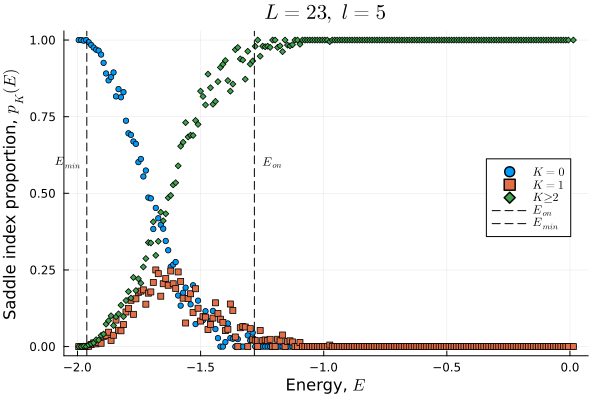 L = 23, l = 5
Saddle index proportion, p_K(E)
1.00
0.75
0.50
0.25
0.00
E_min
E_on
K = 0
K = 1
K≥2
E_on
E_min
−2.0 −1.5 −1.0 −0.5 0.0
Energy, E